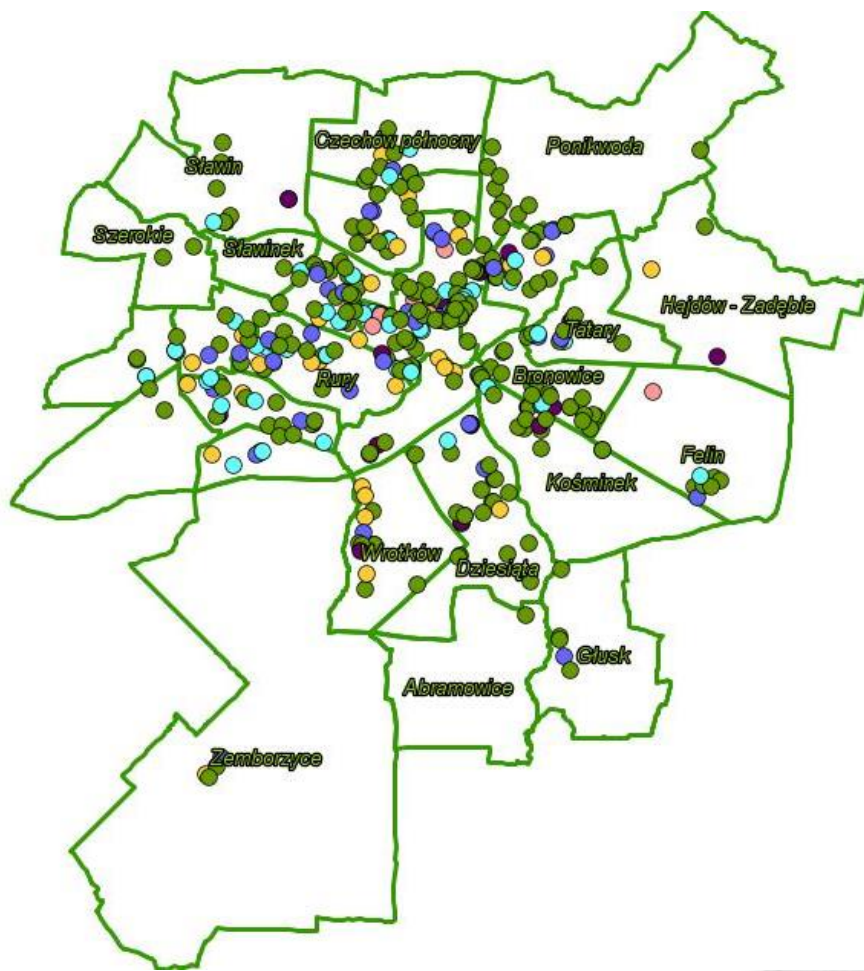 Czechów północny
Ponikwoda
Sławin
Szerokie
Sławinek
Hajdów - Zadębie
Tatary
Rury
Bronowice
Felin
Kośminek
Wrotków
Dziesiąta
Głusk
Abramowice
Zemborzyce